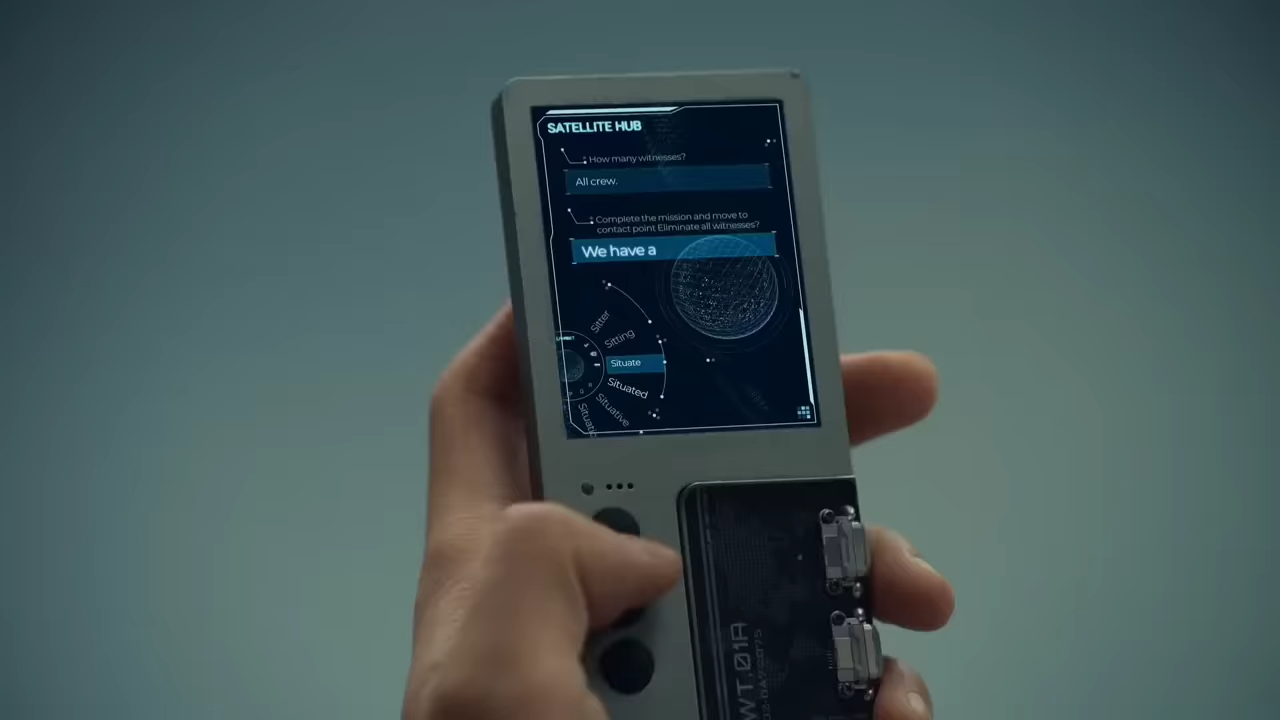 SATELLITE HUB
How many witnesses?
All crew.
Complete the mission and move to
contact point Eliminate all witnesses?
We have a
Sitter
Sitting
Situate
Situated
Situative
WT.01A